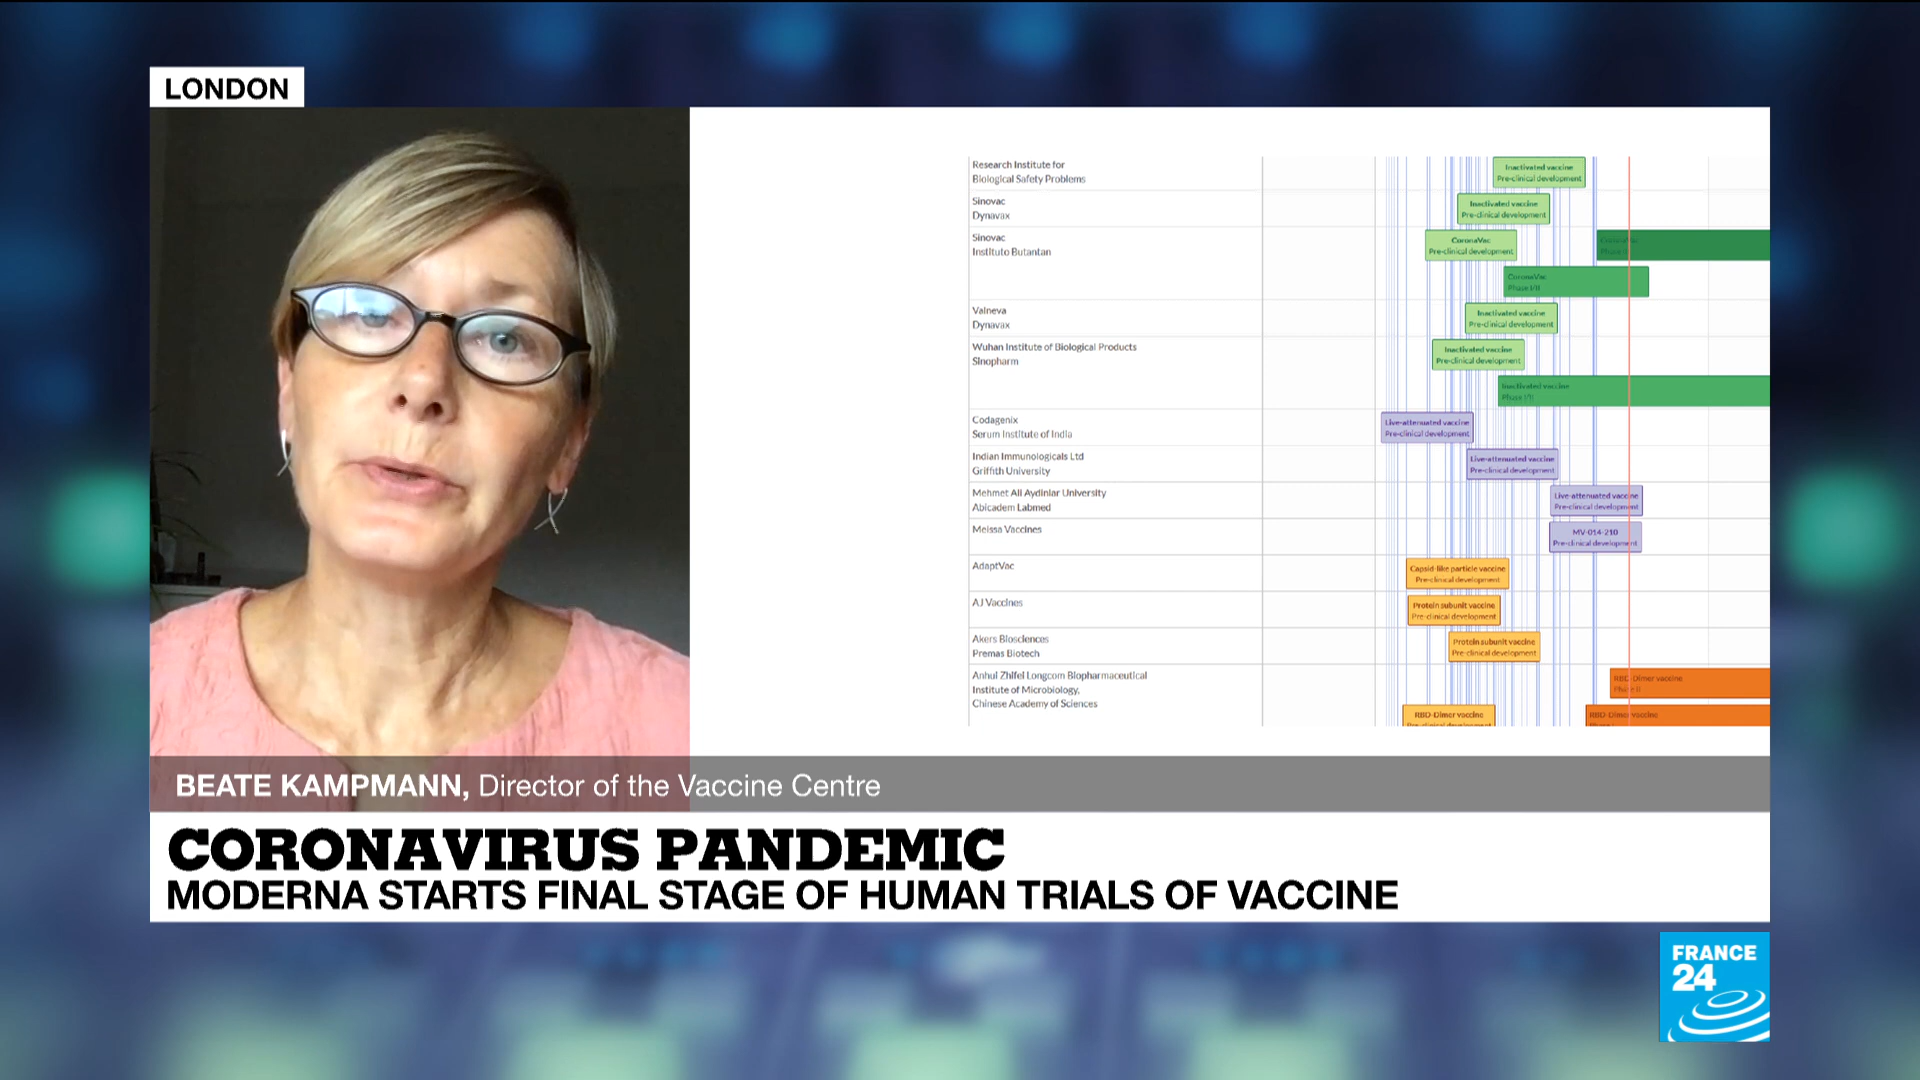 LONDON
Research Institute for
Biological Safety Problems
Inactivated vaccine
Pre-clinical development
Sinovac
Dynavax
Inactivated vaccine
Pre-clinical development
Sinovac
Instituto Butantan
CoronaVac
Pre-clinical development
CoronaVac
Phase I/II
Valneva
Dynavax
Inactivated vaccine
Pre-clinical development
Wuhan Institute of Biological Products
Sinopharm
Inactivated vaccine
Pre-clinical development
Inactivated vaccine
Phase I/II
Codagenix
Serum Institute of India
Live-attenuated vaccine
Pre-clinical development
Indian Immunologicals Ltd
Griffith University
Live-attenuated vaccine
Pre-clinical development
Mehmet Ali Aydinlar University
Abicadem Labmed
Live-attenuated vaccine
Pre-clinical development
Meissa Vaccines
MV-014-210
Pre-clinical development
AdaptVac
Capsid-like particle vaccine
Pre-clinical development
AJ Vaccines
Protein subunit vaccine
Pre-clinical development
Akers Biosciences
Premas Biotech
Protein subunit vaccine
Pre-clinical development
Anhui Zhifei Longcom Biopharmaceutical
Institute of Microbiology,
Chinese Academy of Sciences
RBD-Dimer vaccine
Phase II
RBD-Dimer vaccine
RBD-Dimer vaccine
BEATE KAMPMANN, Director of the Vaccine Centre
CORONAVIRUS PANDEMIC
MODERNA STARTS FINAL STAGE OF HUMAN TRIALS OF VACCINE
FRANCE
24